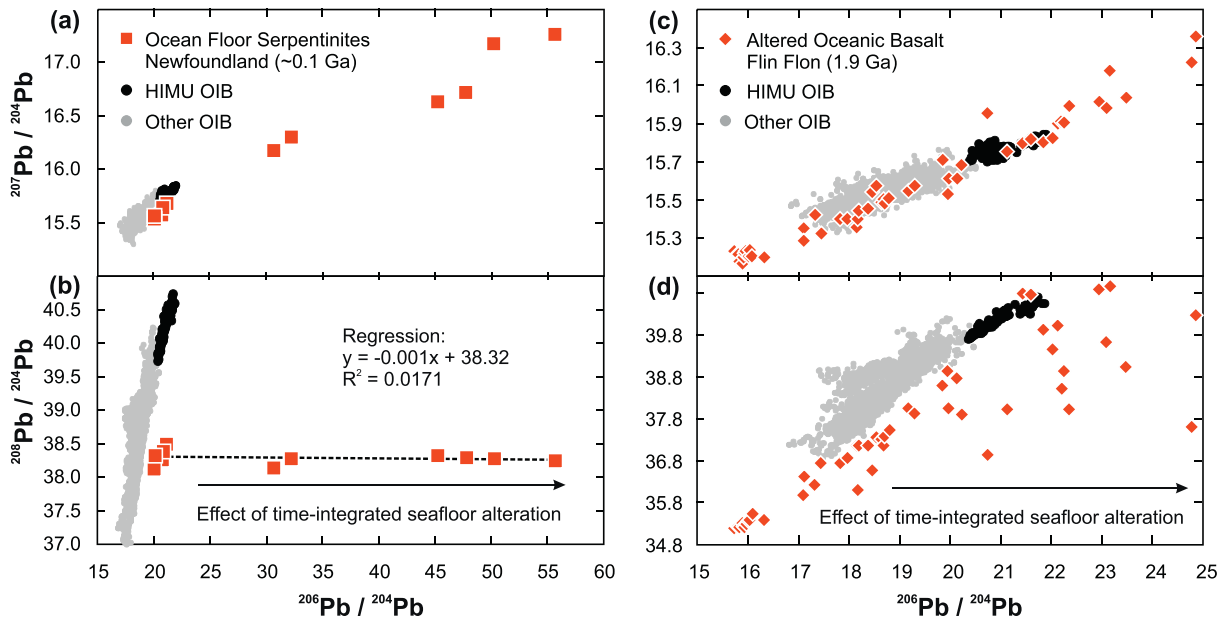 (a)
Ocean Floor Serpentinites
Newfoundland (~0.1 Ga)
HIMU OIB
Other OIB
17.0
16.5
16.0
15.5
²⁰⁷Pb / ²⁰⁴Pb
(b)
Regression:
y = -0.001x + 38.32
R² = 0.0171
Effect of time-integrated seafloor alteration
40.5
40.0
39.5
39.0
38.5
38.0
37.5
37.0
²⁰⁸Pb / ²⁰⁴Pb
15 20 25 30 35 40 45 50 55 60
²⁰⁶Pb / ²⁰⁴Pb
(c)
Altered Oceanic Basalt
Flin Flon (1.9 Ga)
HIMU OIB
Other OIB
16.3
15.9
15.7
15.5
15.3
(d)
Effect of time-integrated seafloor alteration
39.8
38.8
37.8
36.8
35.8
34.8
15 16 17 18 19 20 21 22 23 24 25
²⁰⁶Pb / ²⁰⁴Pb